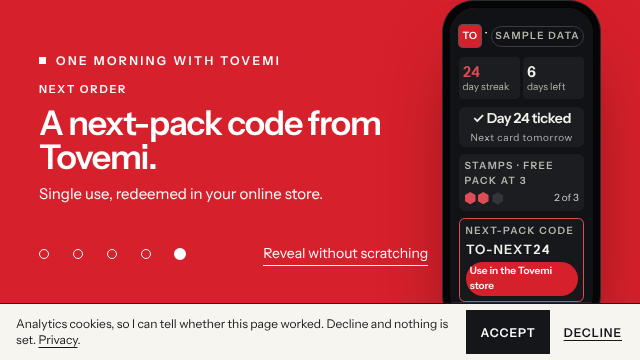 ONE MORNING WITH TOVEMI
NEXT ORDER
A next-pack code from
Tovemi.
Single use, redeemed in your online store.
Reveal without scratching
TO
SAMPLE DATA
24
day streak
6
days left
✓ Day 24 ticked
Next card tomorrow
STAMPS · FREE
PACK AT 3
2 of 3
NEXT-PACK CODE
TO-NEXT24
Use in the Tovemi
store
Analytics cookies, so I can tell whether this page worked. Decline and nothing is
set. Privacy.
ACCEPT
DECLINE